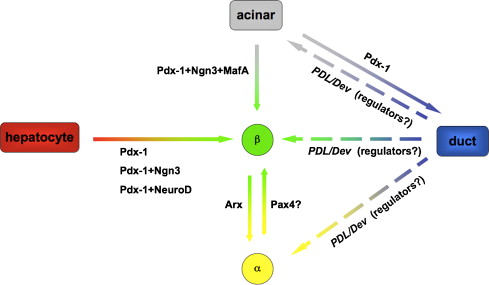 acinar
Pdx-1
PDL/Dev (regulators?)
Pdx-1+Ngn3+MafA
hepatocyte
β
PDL/Dev (regulators?)
duct
Pdx-1
Pdx-1+Ngn3
Pdx-1+NeuroD
Arx
Pax4?
PDL/Dev (regulators?)
α